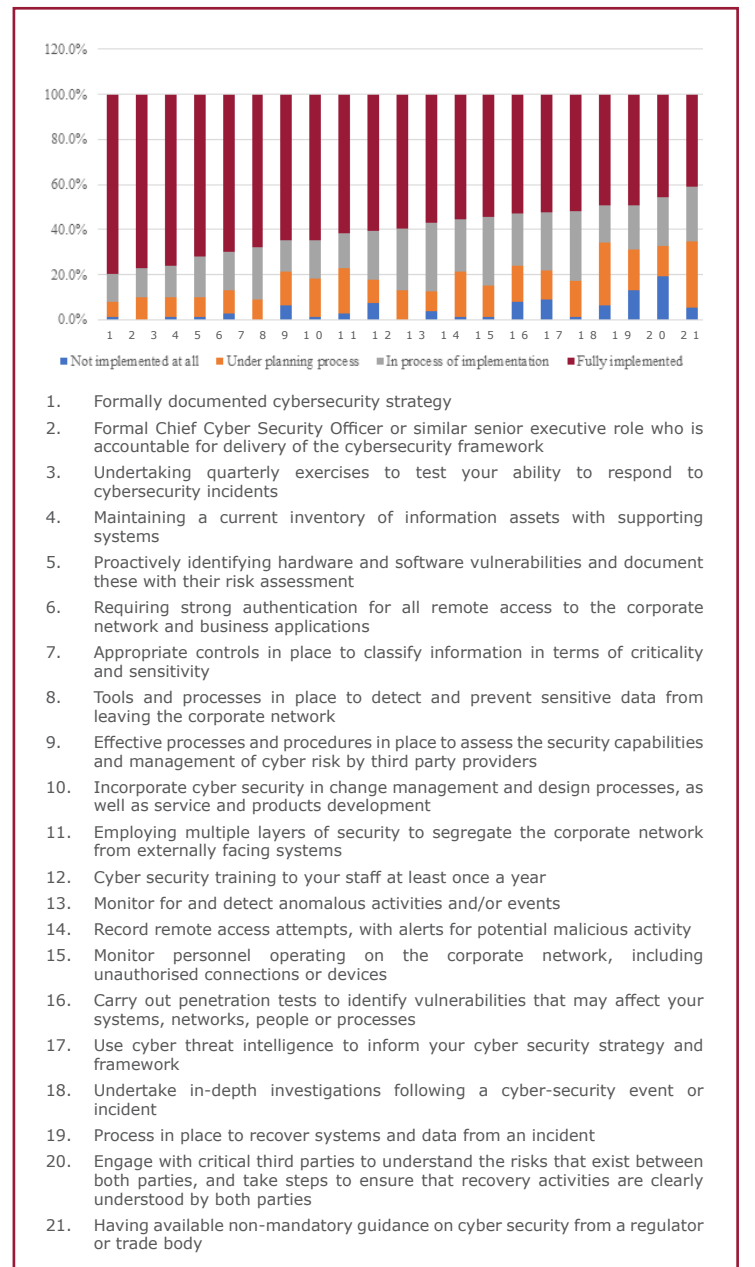 120.0%
100.0%
80.0%
60.0%
40.0%
20.0%
0.0%
1 2 3 4 5 6 7 8 9 10 11 12 13 14 15 16 17 18 19 20 21
Not implemented at all Under planning process In process of implementation Fully implemented
1. Formally documented cybersecurity strategy
2. Formal Chief Cyber Security Officer or similar senior executive role who is
accountable for delivery of the cybersecurity framework
3. Undertaking quarterly exercises to test your ability to respond to
cybersecurity incidents
4. Maintaining a current inventory of information assets with supporting
systems
5. Proactively identifying hardware and software vulnerabilities and document
these with their risk assessment
6. Requiring strong authentication for all remote access to the corporate
network and business applications
7. Appropriate controls in place to classify information in terms of criticality
and sensitivity
8. Tools and processes in place to detect and prevent sensitive data from
leaving the corporate network
9. Effective processes and procedures in place to assess the security capabilities
and management of cyber risk by third party providers
10. Incorporate cyber security in change management and design processes, as
well as service and products development
11. Employing multiple layers of security to segregate the corporate network
from externally facing systems
12. Cyber security training to your staff at least once a year
13. Monitor for and detect anomalous activities and/or events
14. Record remote access attempts, with alerts for potential malicious activity
15. Monitor personnel operating on the corporate network, including
unauthorised connections or devices
16. Carry out penetration tests to identify vulnerabilities that may affect your
systems, networks, people or processes
17. Use cyber threat intelligence to inform your cyber security strategy and
framework
18. Undertake in-depth investigations following a cyber-security event or
incident
19. Process in place to recover systems and data from an incident
20. Engage with critical third parties to understand the risks that exist between
both parties, and take steps to ensure that recovery activities are clearly
understood by both parties
21. Having available non-mandatory guidance on cyber security from a regulator
or trade body